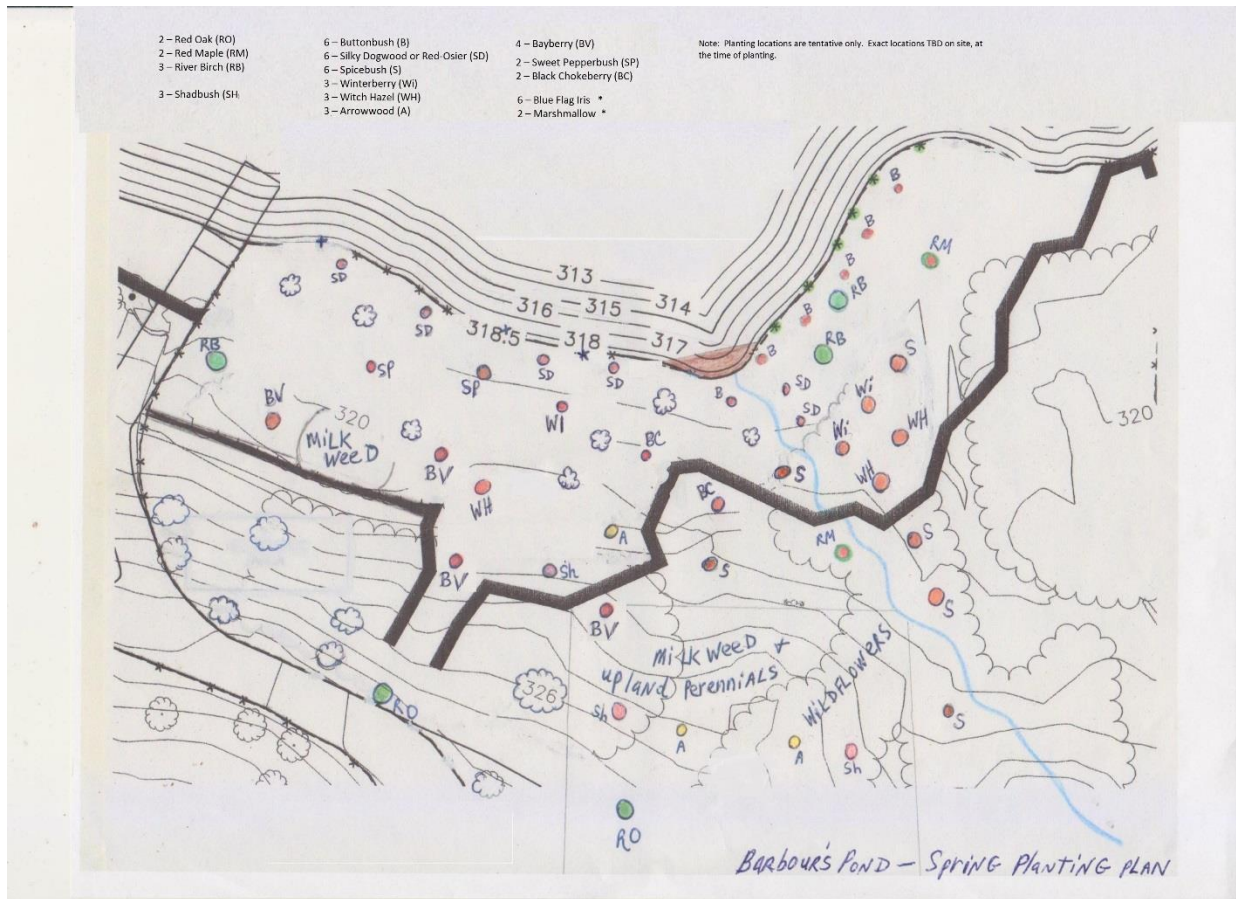 2 – Red Oak (RO)
2 – Red Maple (RM)
3 – River Birch (RB)
3 – Shadbush (SH
6 – Buttonbush (B)
6 – Silky Dogwood or Red-Osier (SD)
6 – Spicebush (S)
3 – Winterberry (Wi)
3 – Witch Hazel (WH)
3 – Arrowwood (A)
4 – Bayberry (BV)
2 – Sweet Pepperbush (SP)
2 – Black Chokeberry (BC)
6 – Blue Flag Iris *
2 – Marshmallow *
Note: Planting locations are tentative only. Exact locations TBD on site, at
the time of planting.
B
B
RM
SD
313
B
RB
316 315 314
SD
B
318.5 318 317
RB
RB
B
S
SP
SP
SD
SD
SD
BV
B
Wi
WI
SD
320
320
MILK
WEED
WH
Wi
BC
BV
S
WH
WH
BC
A
RM
S
BV
Sh
S
S
BV
MILKWEED +
upland perennials
WILDFLOWERS
326
RO
Sh
S
A
A
Sh
RO
BARBOUR'S POND – SPRING PLANTING PLAN